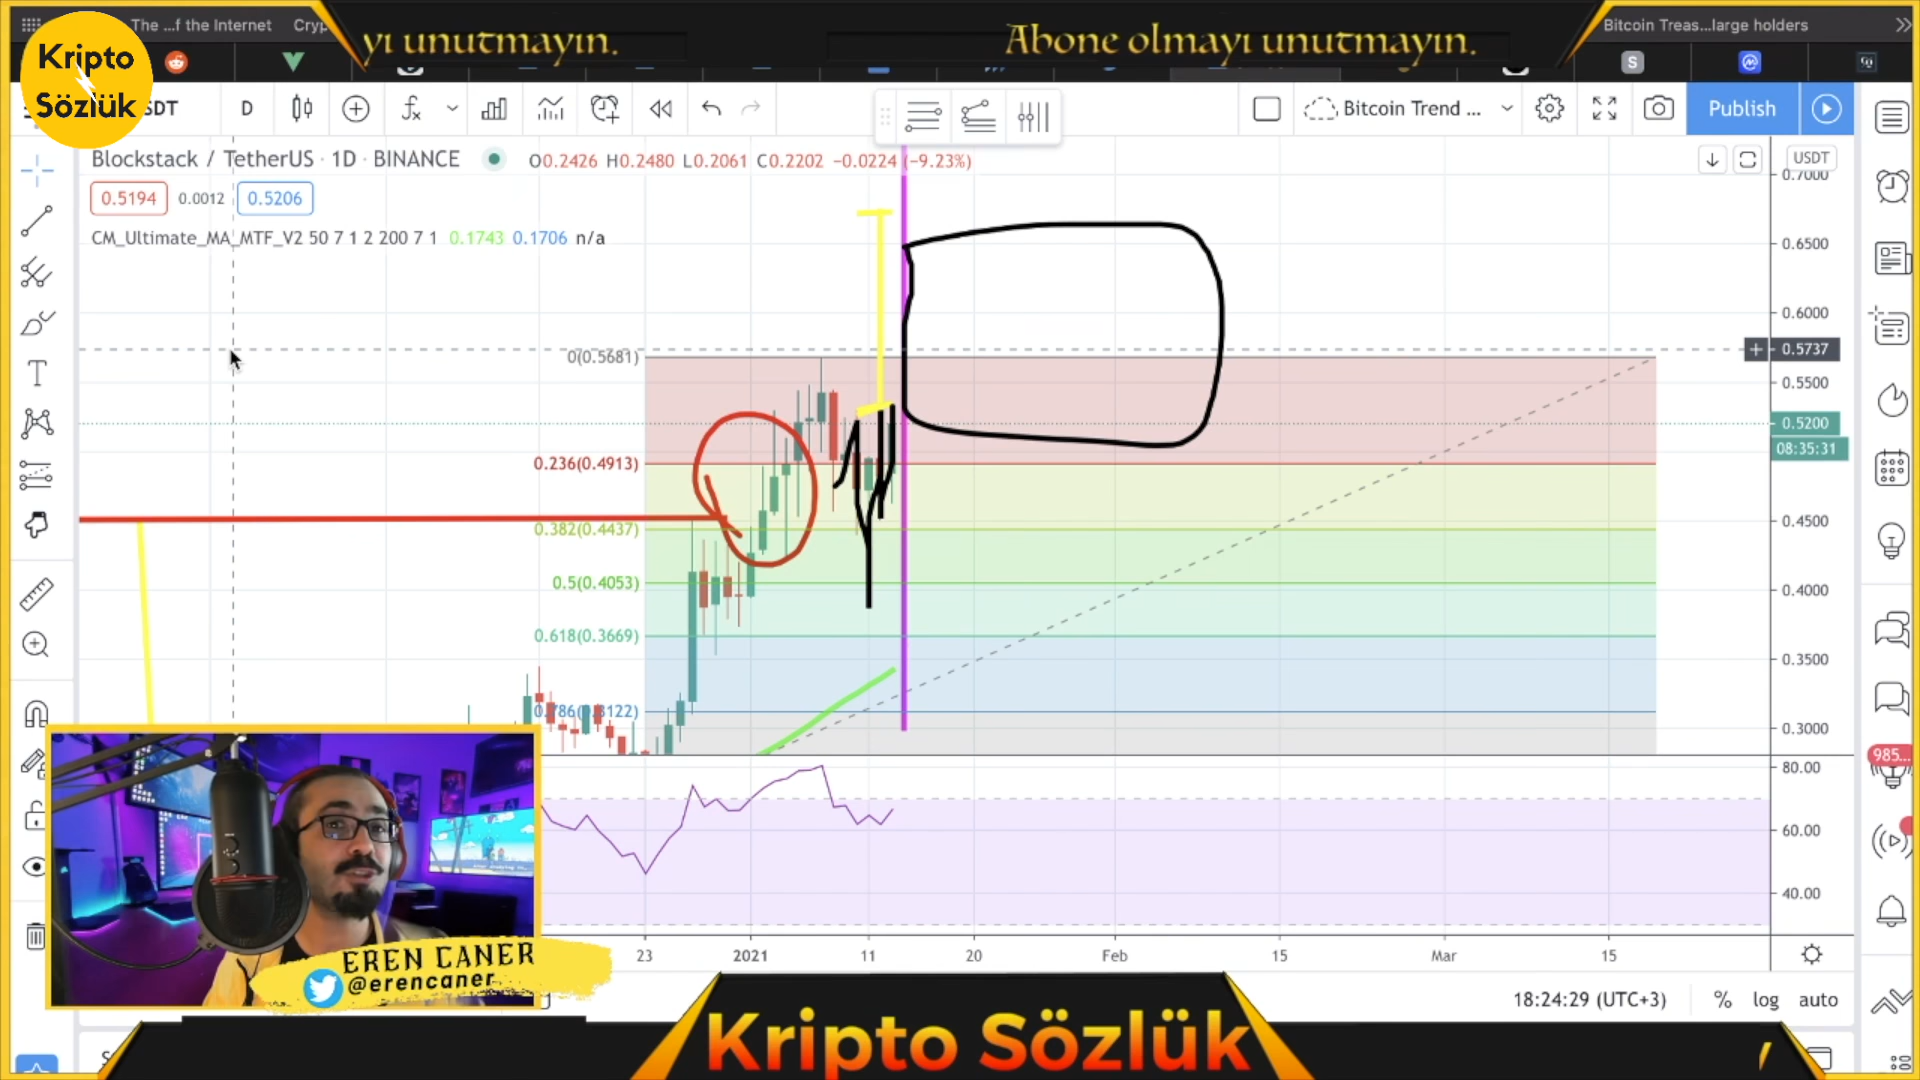 The ...f the Internet
Cryp
yı unutmayın.
Abone olmayı unutmayın.
Bitcoin Treas...large holders
Kripto
Sözlük
SDT
D
Bitcoin Trend ...
Publish
Blockstack / TetherUS · 1D · BINANCE
O0.2426 H0.2480 L0.2061 C0.2202 −0.0224 (−9.23%)
USDT
0.7000
0.5194
0.0012
0.5206
CM_Ultimate_MA_MTF_V2 50 7 1 2 200 7 1 0.1743 0.1706 n/a
0.6500
0.6000
0.5737
0(0.5681)
0.5500
0.5200
08:35:31
0.236(0.4913)
0.4500
0.382(0.4437)
0.5(0.4053)
0.4000
0.618(0.3669)
0.3500
0.786(0.3122)
0.3000
985...
80.00
60.00
40.00
23
2021
11
20
Feb
15
Mar
15
EREN CANER
@erencaner
18:24:29 (UTC+3)
%
log
auto
Kripto Sözlük